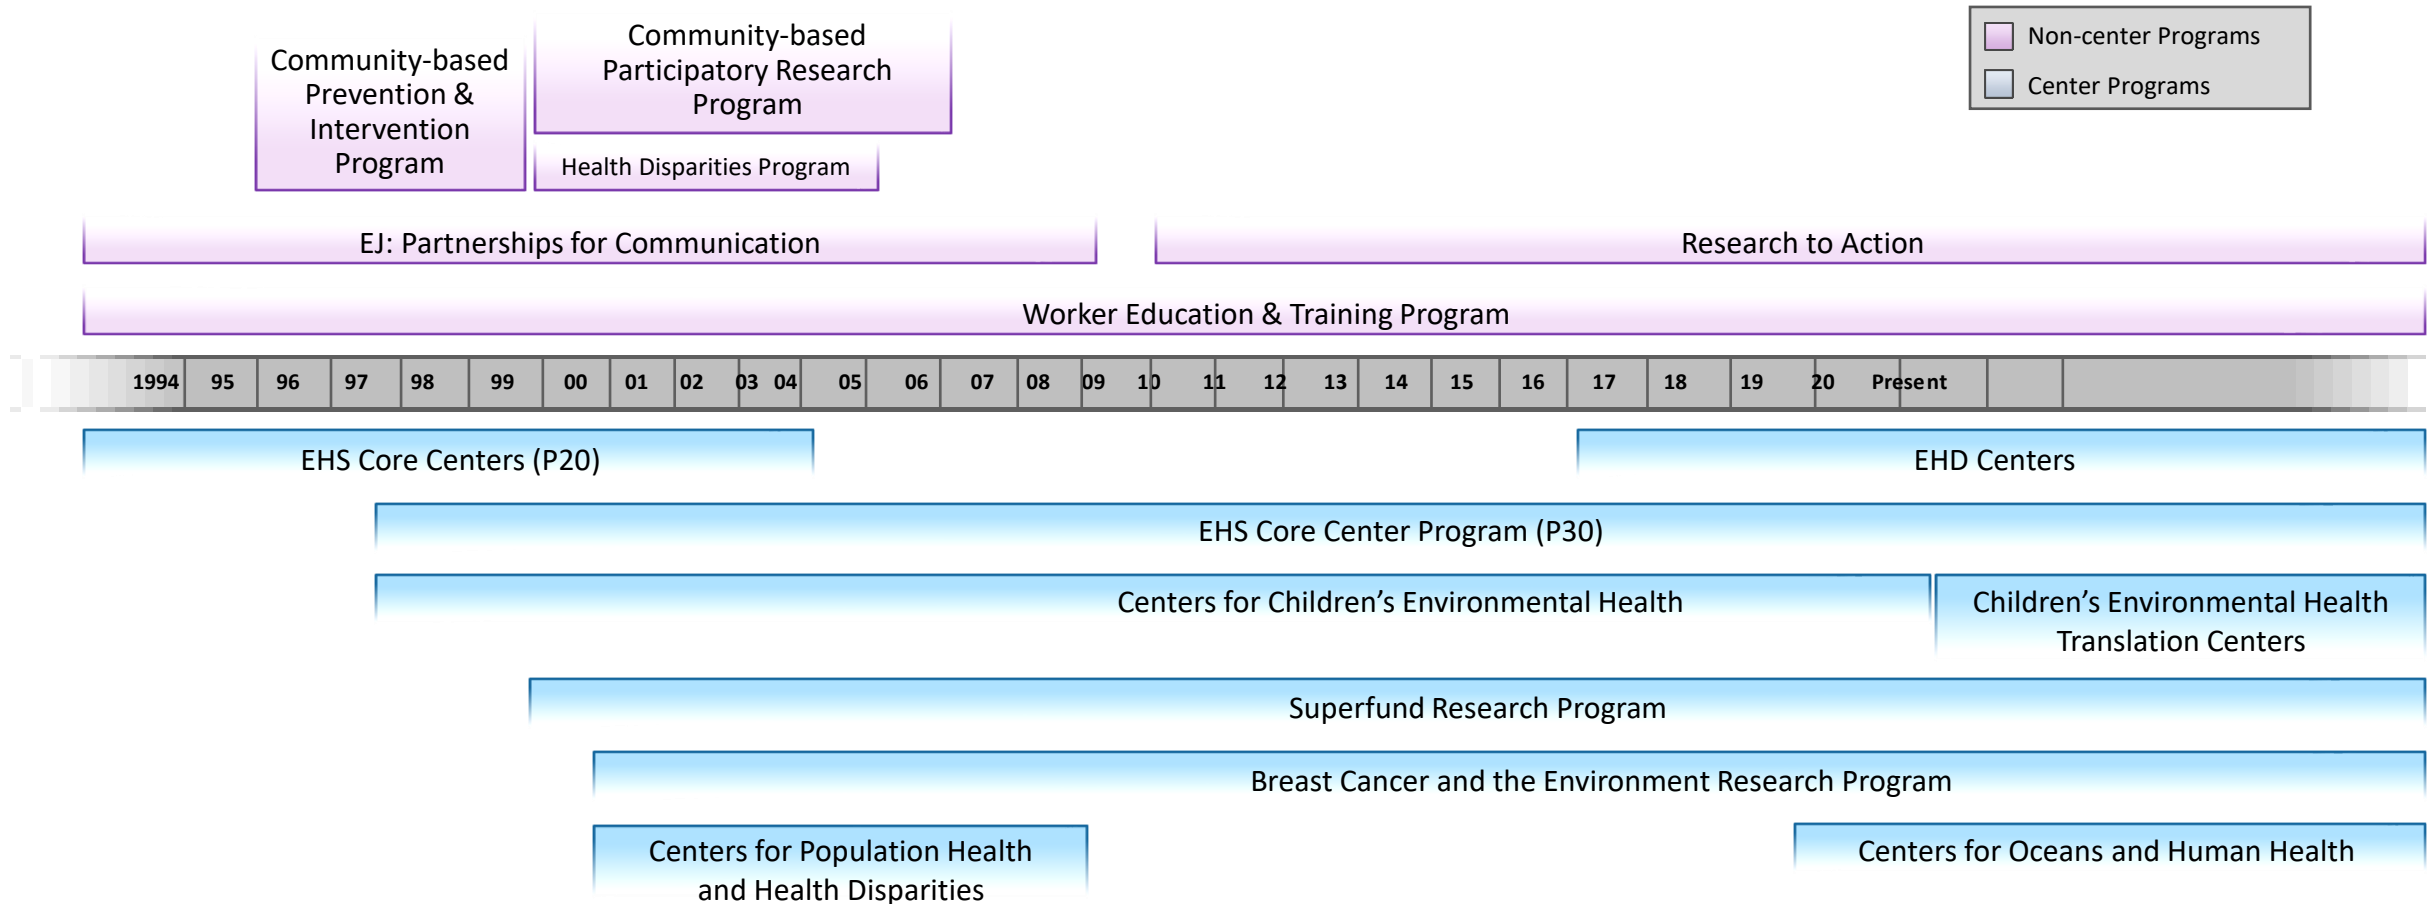 Community-based
Prevention &
Intervention
Program
Community-based
Participatory Research
Program
Health Disparities Program
Non-center Programs
Center Programs
EJ: Partnerships for Communication
Research to Action
Worker Education & Training Program
1994 95 96 97 98 99 00 01 02 03 04 05 06 07 08 09 10 11 12 13 14 15 16 17 18 19 20 Present
EHS Core Centers (P20)
EHD Centers
EHS Core Center Program (P30)
Centers for Children’s Environmental Health
Children’s Environmental Health
Translation Centers
Superfund Research Program
Breast Cancer and the Environment Research Program
Centers for Population Health
and Health Disparities
Centers for Oceans and Human Health